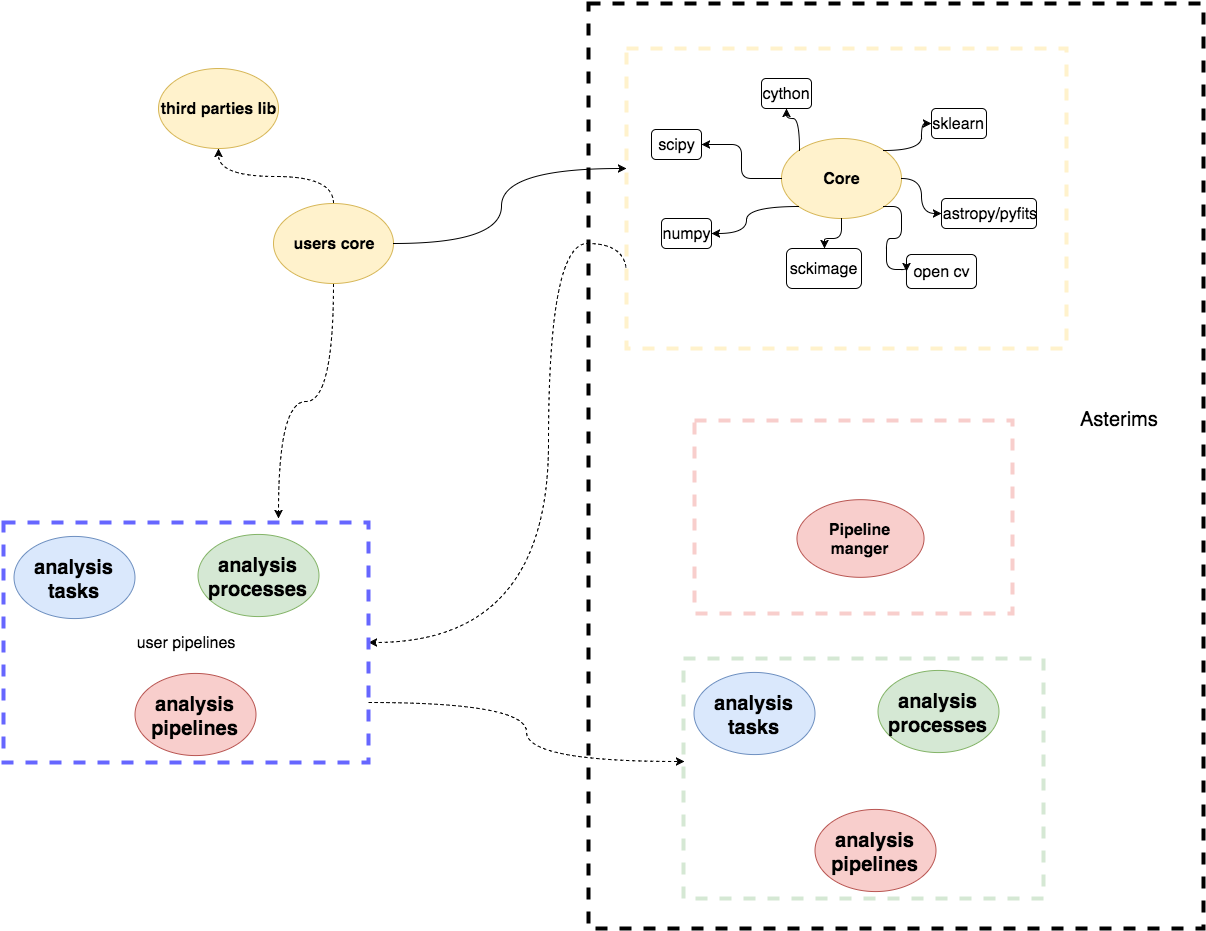 third parties lib
users core
cython
sklearn
scipy
Core
astropy/pyfits
numpy
sckimage
open cv
Asterims
Pipeline
manger
analysis
tasks
analysis
processes
user pipelines
analysis
pipelines
analysis
tasks
analysis
processes
analysis
pipelines